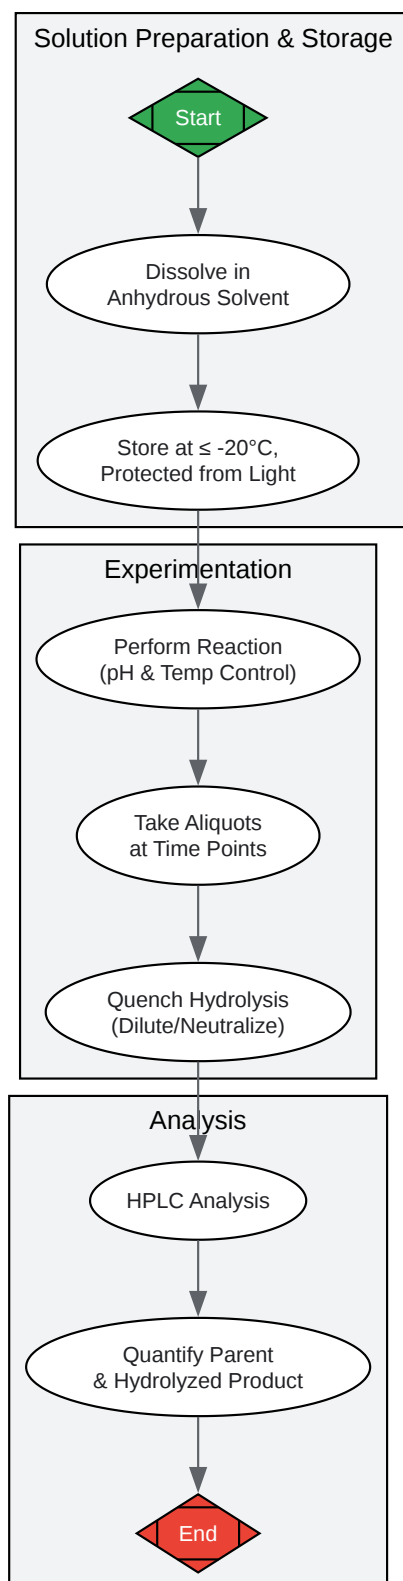 Solution Preparation & Storage
Start
Dissolve in
Anhydrous Solvent
Store at ≤ -20°C,
Protected from Light
Experimentation
Perform Reaction
(pH & Temp Control)
Take Aliquots
at Time Points
Quench Hydrolysis
(Dilute/Neutralize)
Analysis
HPLC Analysis
Quantify Parent
& Hydrolyzed Product
End